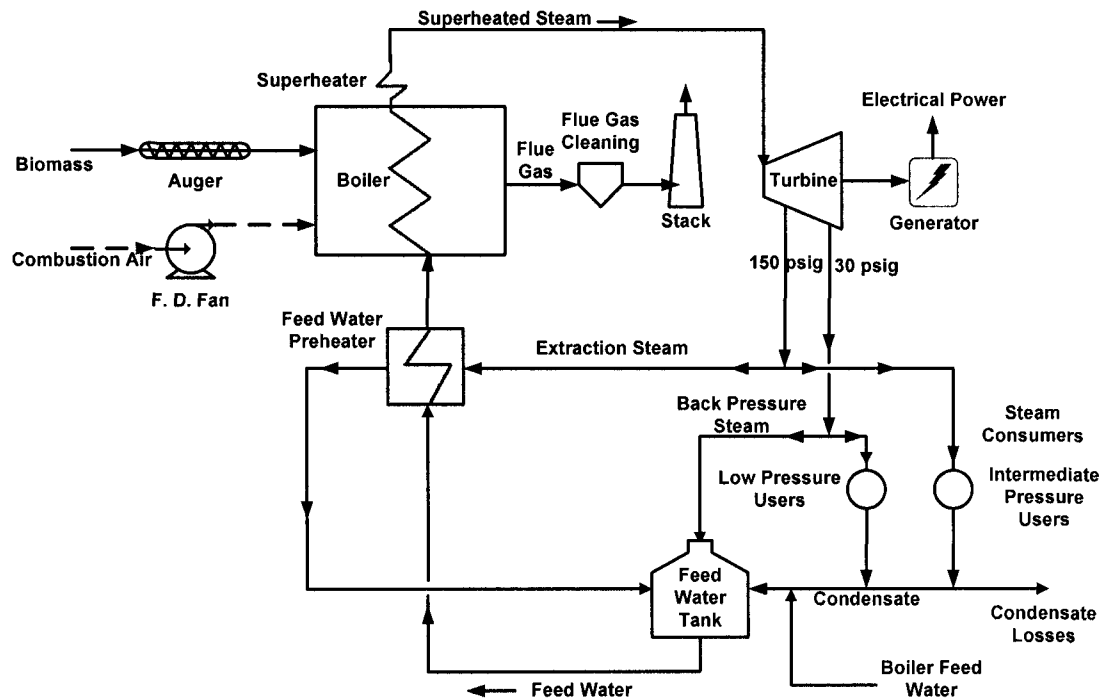 Superheated Steam
Superheater
Electrical Power
Flue Gas
Cleaning
Biomass
Auger
Boiler
Flue
Gas
Stack
Turbine
Generator
Combustion Air
F. D. Fan
150 psig
30 psig
Feed Water
Preheater
Extraction Steam
Back Pressure
Steam
Steam
Consumers
Low Pressure
Users
Intermediate
Pressure
Users
Feed
Water
Tank
Condensate
Condensate
Losses
Boiler Feed
Water
Feed Water